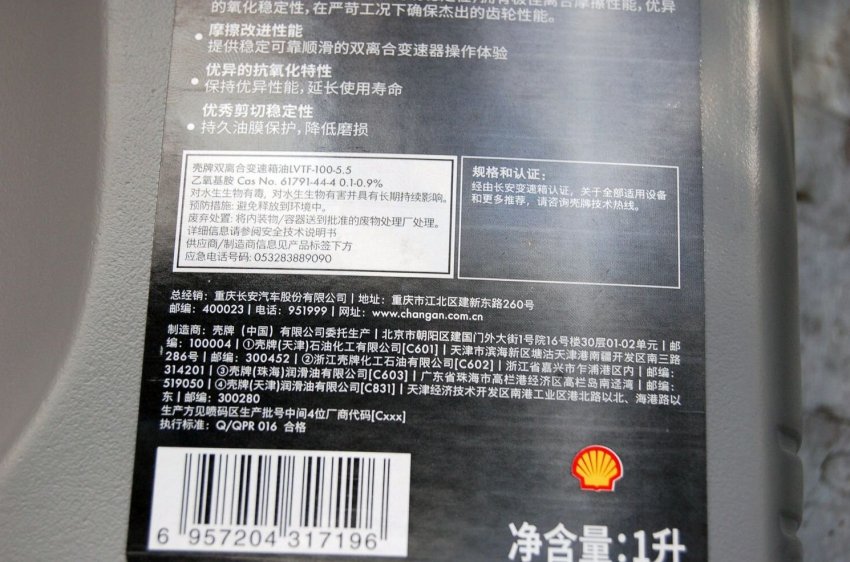 的氧化稳定性,在严苛工况下确保杰出的齿轮性能。
摩擦改进性能
• 提供稳定可靠顺滑的双离合变速器操作体验
优异的抗氧化特性
• 保持优异性能,延长使用寿命
优秀剪切稳定性
• 持久油膜保护,降低磨损
壳牌双离合变速箱油LVTF-100-5.5
乙氧基胺 Cas No. 61791-44-4 0.1-0.9%
对水生生物有毒,对水生生物有害并具有长期持续影响。
预防措施: 避免释放到环境中。
废弃处置: 将内装物/容器送到批准的废物处理厂处理。
详细信息请参阅安全技术说明书
供应商/制造商信息见产品标签下方
应急电话号码: 053283889090
规格和认证:
经由长安变速箱认证,关于全部适用设备
和更多推荐,请咨询壳牌技术热线。
总经销: 重庆长安汽车股份有限公司 | 地址: 重庆市江北区建新东路260号
邮编: 400023 | 电话: 951999 | 网址: www.changan.com.cn
制造商: 壳牌(中国)有限公司委托生产 | 北京市朝阳区建国门外大街1号院16号楼30层01-02单元 | 邮
编: 100004 | ①壳牌(天津)石油化工有限公司[C601] | 天津市滨海新区塘沽天津港南疆开发区南三路
286号 | 邮编: 300452 | ②浙江壳牌化工石油有限公司[C602] | 浙江省嘉兴市乍浦港区内 | 邮编:
314201 | ③壳牌(珠海)润滑油有限公司[C603] | 广东省珠海市高栏港经济区高栏岛南迳湾 | 邮编:
519050 | ④壳牌(天津)润滑油有限公司[C831] | 天津经济技术开发区南港工业区港北路以北、海港路以
东 | 邮编: 300280
生产方见喷码区生产批号中间4位厂商代码[Cxxx]
执行标准: Q/QPR 016 合格
6 957204 317196
净含量:1升